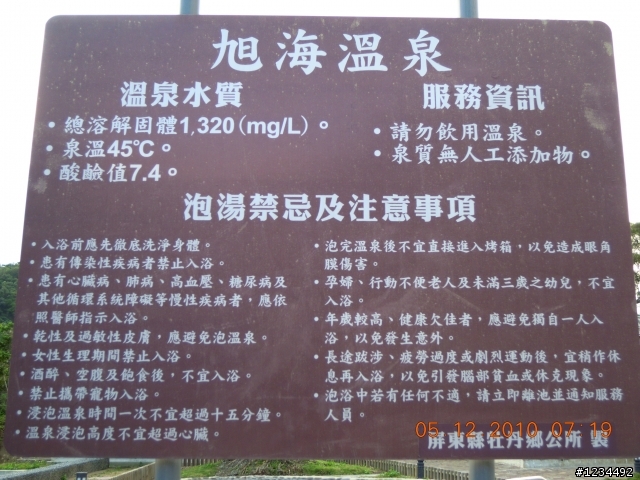 旭海溫泉
溫泉水質
・總溶解固體1,320(mg/L)。
・泉溫45℃。
・酸鹼值7.4。
服務資訊
・請勿飲用溫泉。
・泉質無人工添加物。
泡湯禁忌及注意事項
・入浴前應先徹底洗淨身體。
・患有傳染性疾病者禁止入浴。
・患有心臟病、肺病、高血壓、糖尿病及
其他循環系統障礙等慢性疾病者，應依
照醫師指示入浴。
・乾性及過敏性皮膚，應避免泡溫泉。
・女性生理期間禁止入浴。
・酒醉、空腹及飽食後，不宜入浴。
・禁止攜帶寵物入浴。
・浸泡溫泉時間一次不宜超過十五分鐘。
・溫泉浸泡高度不宜超過心臟。
・泡完溫泉後不宜直接進入烤箱，以免造成眼角
膜傷害。
・孕婦、行動不便老人及未滿三歲之幼兒，不宜
入浴。
・年歲較高、健康欠佳者，應避免獨自一人入
浴，以免發生意外。
・長途跋涉、疲勞過度或劇烈運動後，宜稍作休
息再入浴，以免引發腦部貧血或休克現象。
・泡浴中若有任何不適，請立即離池並通知服務
人員。
05.12.2010 07:19
屏東縣牡丹鄉公所 製
#1234492